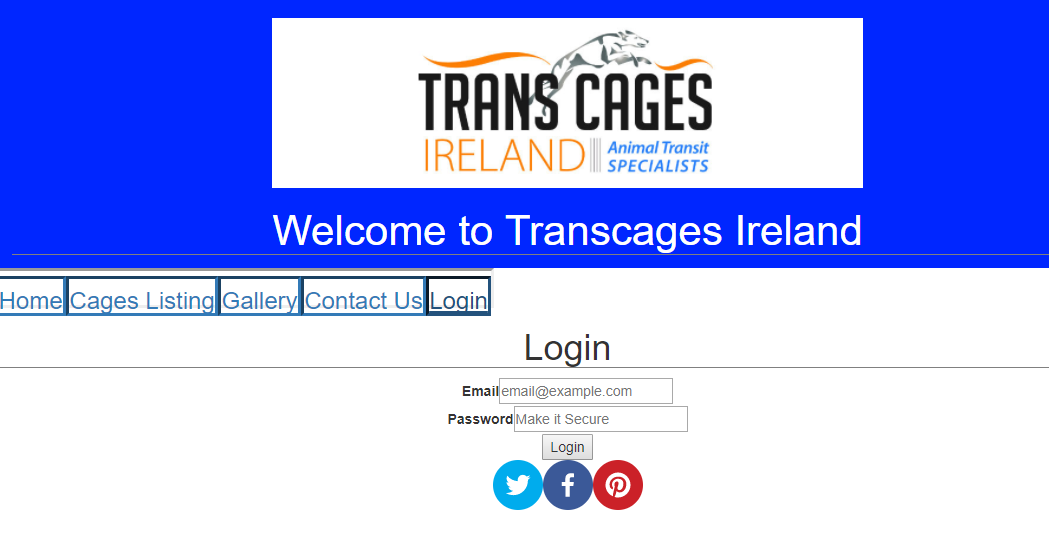 TRANS CAGES
IRELAND Animal Transit
SPECIALISTS
Welcome to Transcages Ireland
Home Cages Listing Gallery Contact Us Login
Login
Email email@example.com
Password Make it Secure
Login